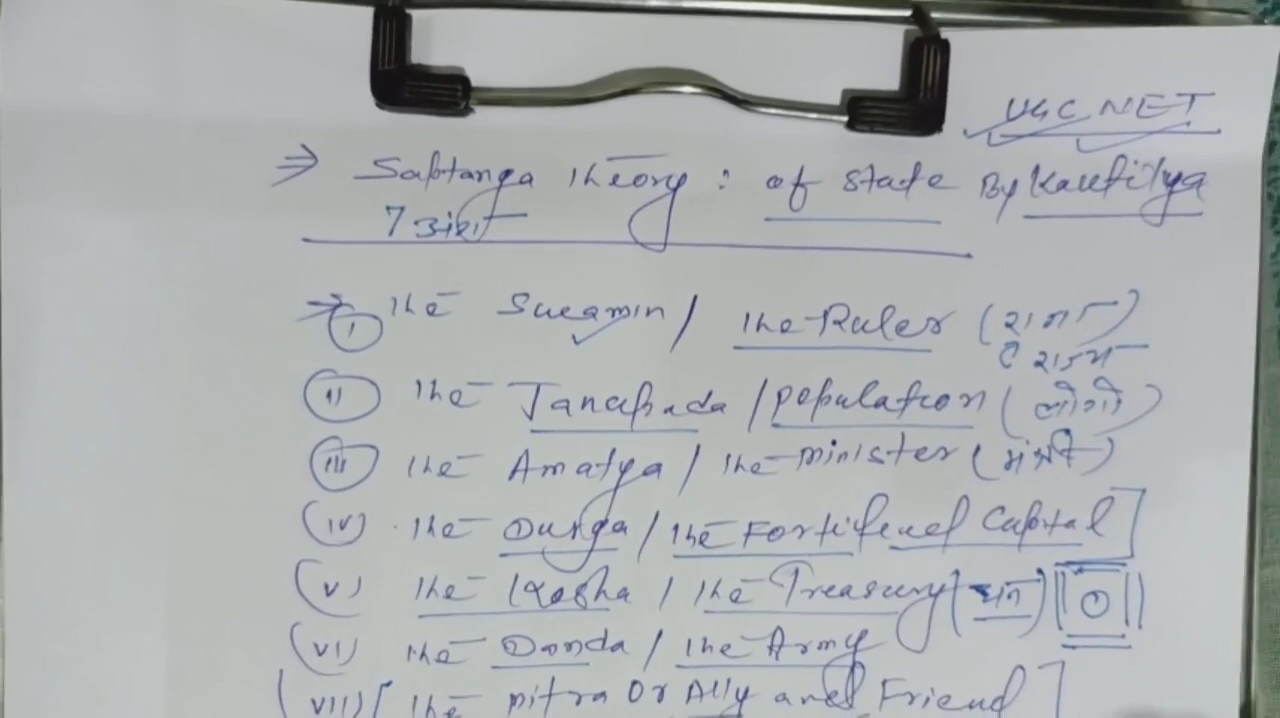 UGC NET
⇒ Saptanga Theory : of state By Kautilya
7 अंगों
→ (i) The Swamin / The Ruler (राजा)
राज्य
(ii) The Janapada / population (लोगो)
(iii) The Amatya / The minister (मंत्री)
(iv) The Durga / The Fortified Capital]
(v) The Kosha / The Treasury (धन)
(vi) The Danda / The Army
(vii) [The mitra Or Ally and Friend]